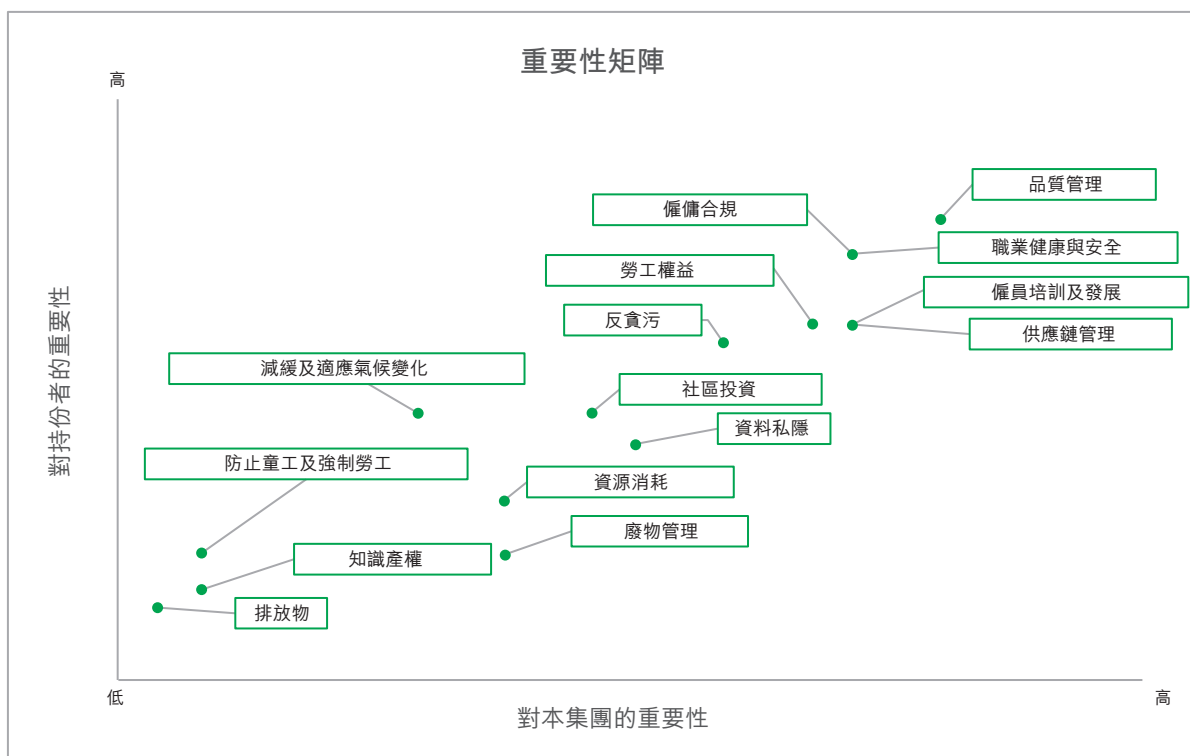 重要性矩陣
高
品質管理
僱傭合規
職業健康與安全
勞工權益
僱員培訓及發展
反貪污
供應鏈管理
減緩及適應氣候變化
社區投資
資料私隱
防止童工及強制勞工
資源消耗
廢物管理
知識產權
排放物
對持份者的重要性
低
高
對本集團的重要性